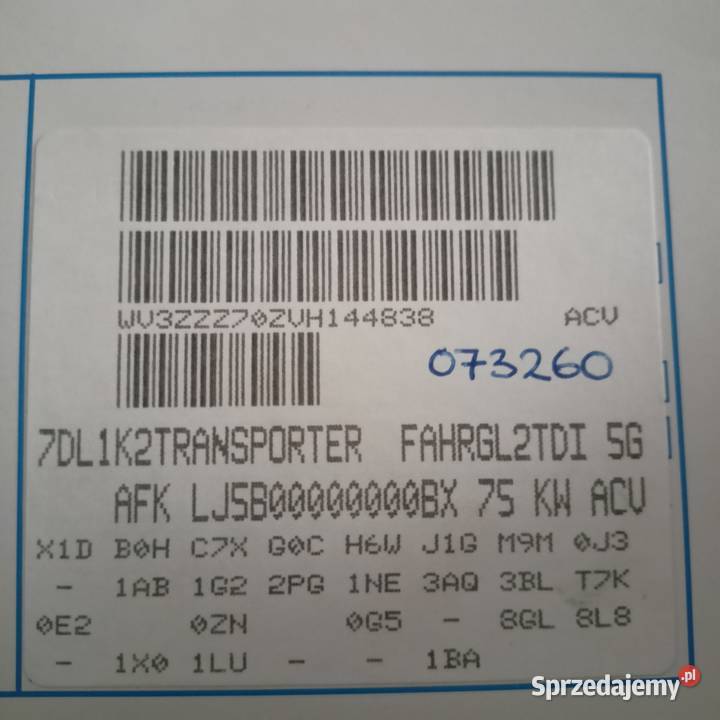 WV3ZZZ70ZVH144838 ACV
073260
7DL1K2TRANSPORTER FAHRGL2TDI 5G
AFK LJ5B00000000BX 75 KW ACV
X1D B0H C7X G0C H6W J1G M9M 0J3
- 1AB 1G2 2PG 1NE 3AQ 3BL T7K
0E2 0ZN 0G5 - 8GL 8L8
- 1X0 1LU - - 1BA
Sprzedajemy.pl